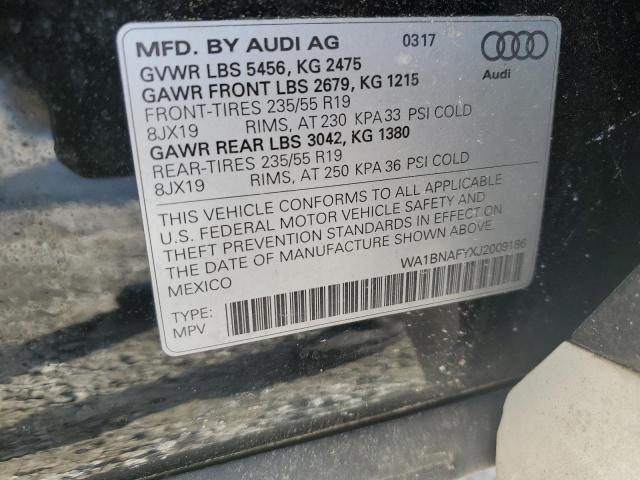 MFD. BY AUDI AG 0317
GVWR LBS 5456, KG 2475
GAWR FRONT LBS 2679, KG 1215
FRONT-TIRES 235/55 R19
8JX19 RIMS, AT 230 KPA 33 PSI COLD
GAWR REAR LBS 3042, KG 1380
REAR-TIRES 235/55 R19
8JX19 RIMS, AT 250 KPA 36 PSI COLD
Audi
THIS VEHICLE CONFORMS TO ALL APPLICABLE
U.S. FEDERAL MOTOR VEHICLE SAFETY AND
THEFT PREVENTION STANDARDS IN EFFECT ON
THE DATE OF MANUFACTURE SHOWN ABOVE.
MEXICO
WA1BNAFYXJ2009186
TYPE:
MPV